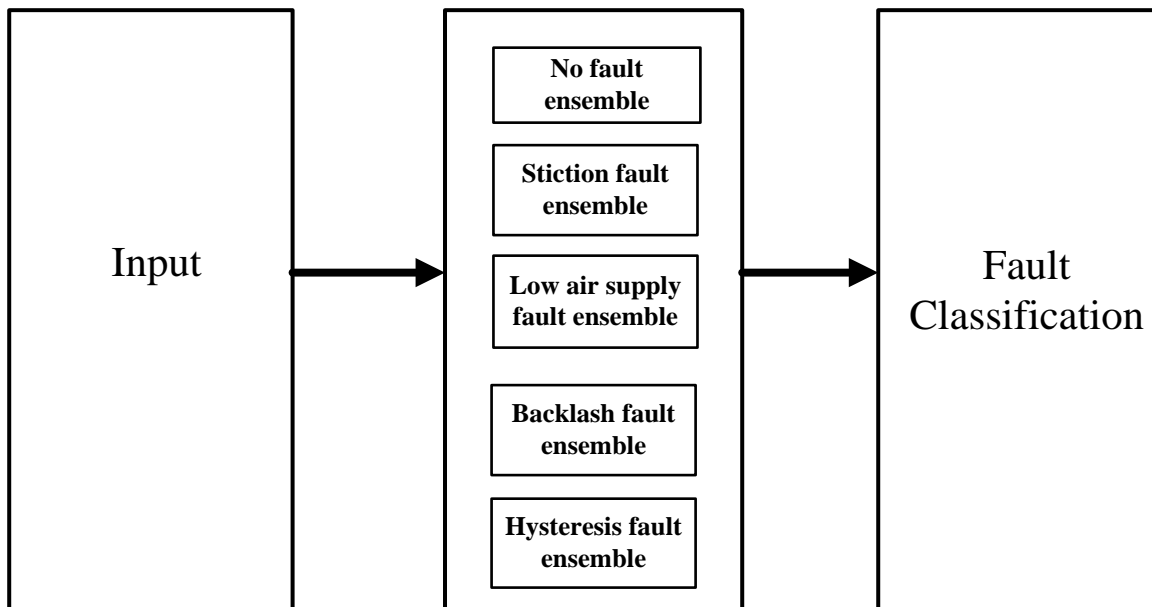 Input
No fault
ensemble
Stiction fault
ensemble
Low air supply
fault ensemble
Backlash fault
ensemble
Hysteresis fault
ensemble
Fault
Classification